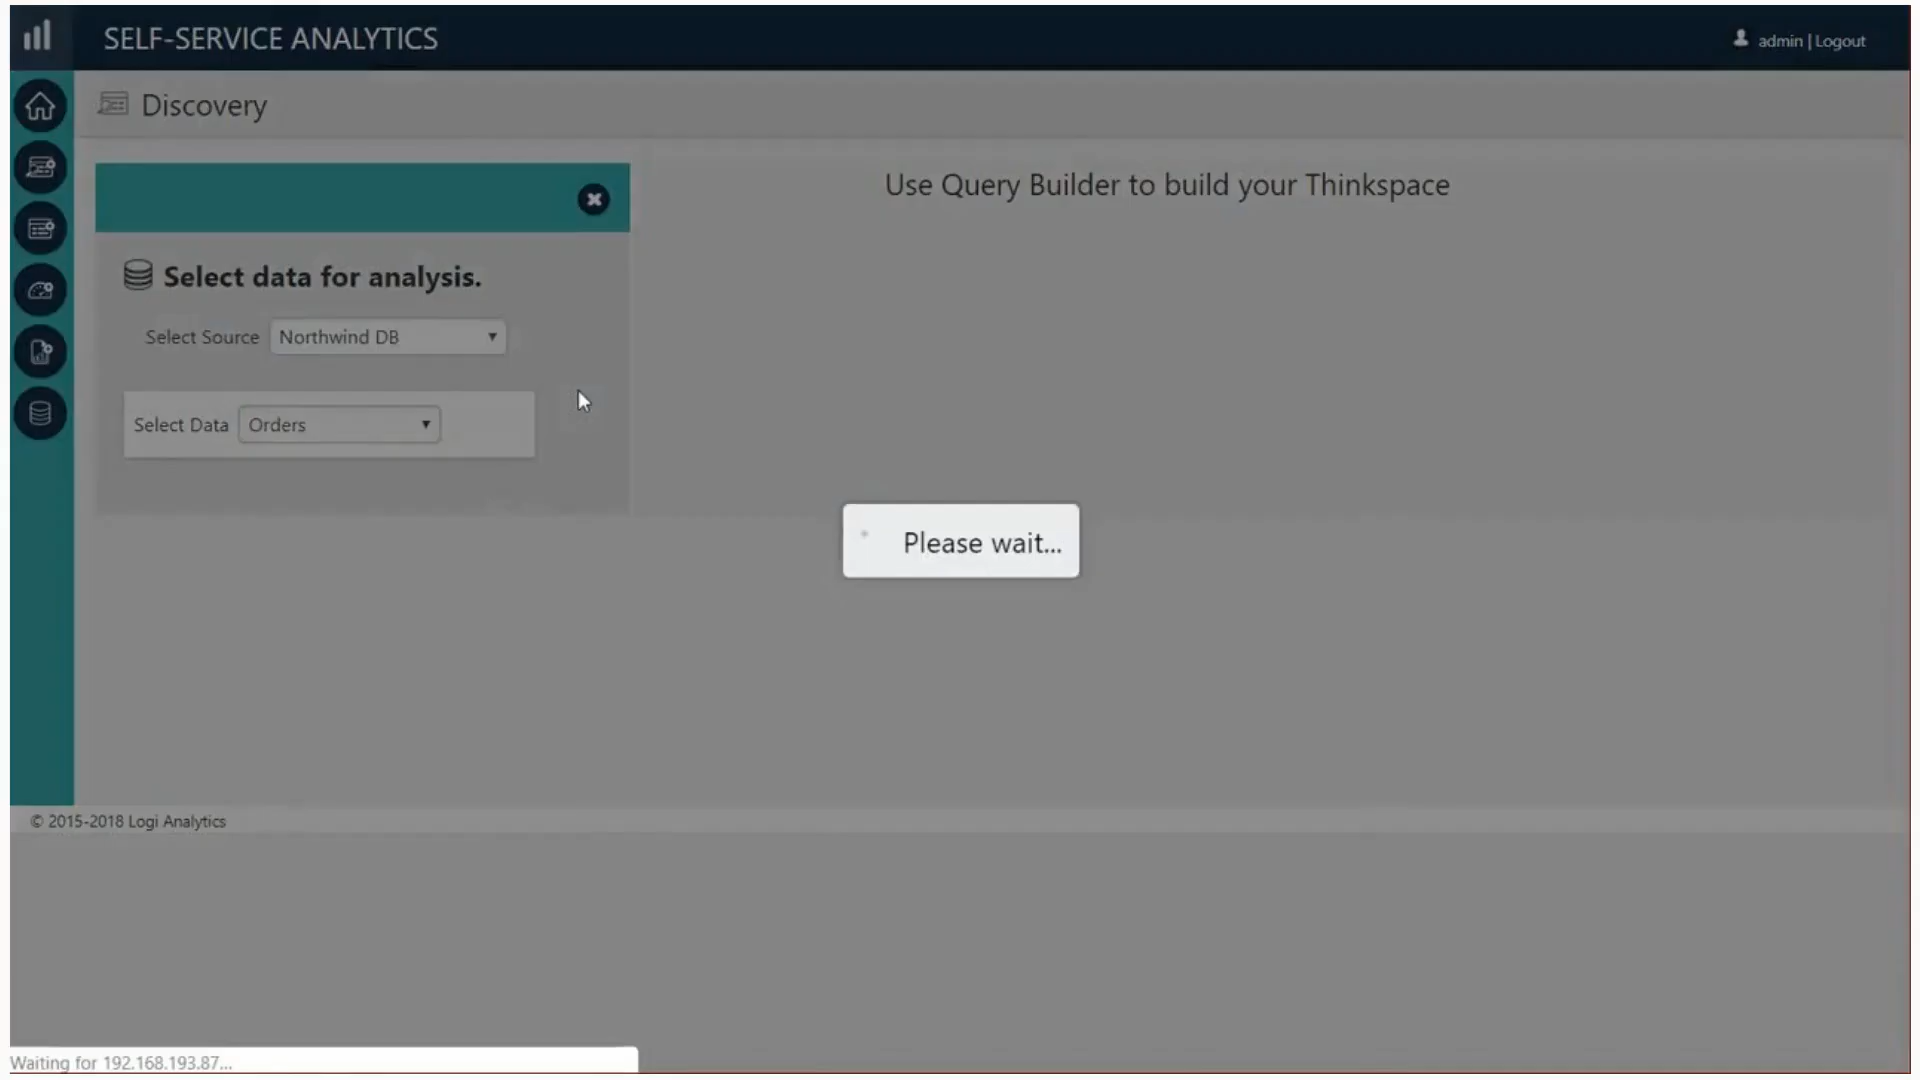 SELF-SERVICE ANALYTICS
admin | Logout
Discovery
Use Query Builder to build your Thinkspace
Select data for analysis.
Select Source Northwind DB
Select Data Orders
Please wait...
© 2015-2018 Logi Analytics
Waiting for 192.168.193.87...